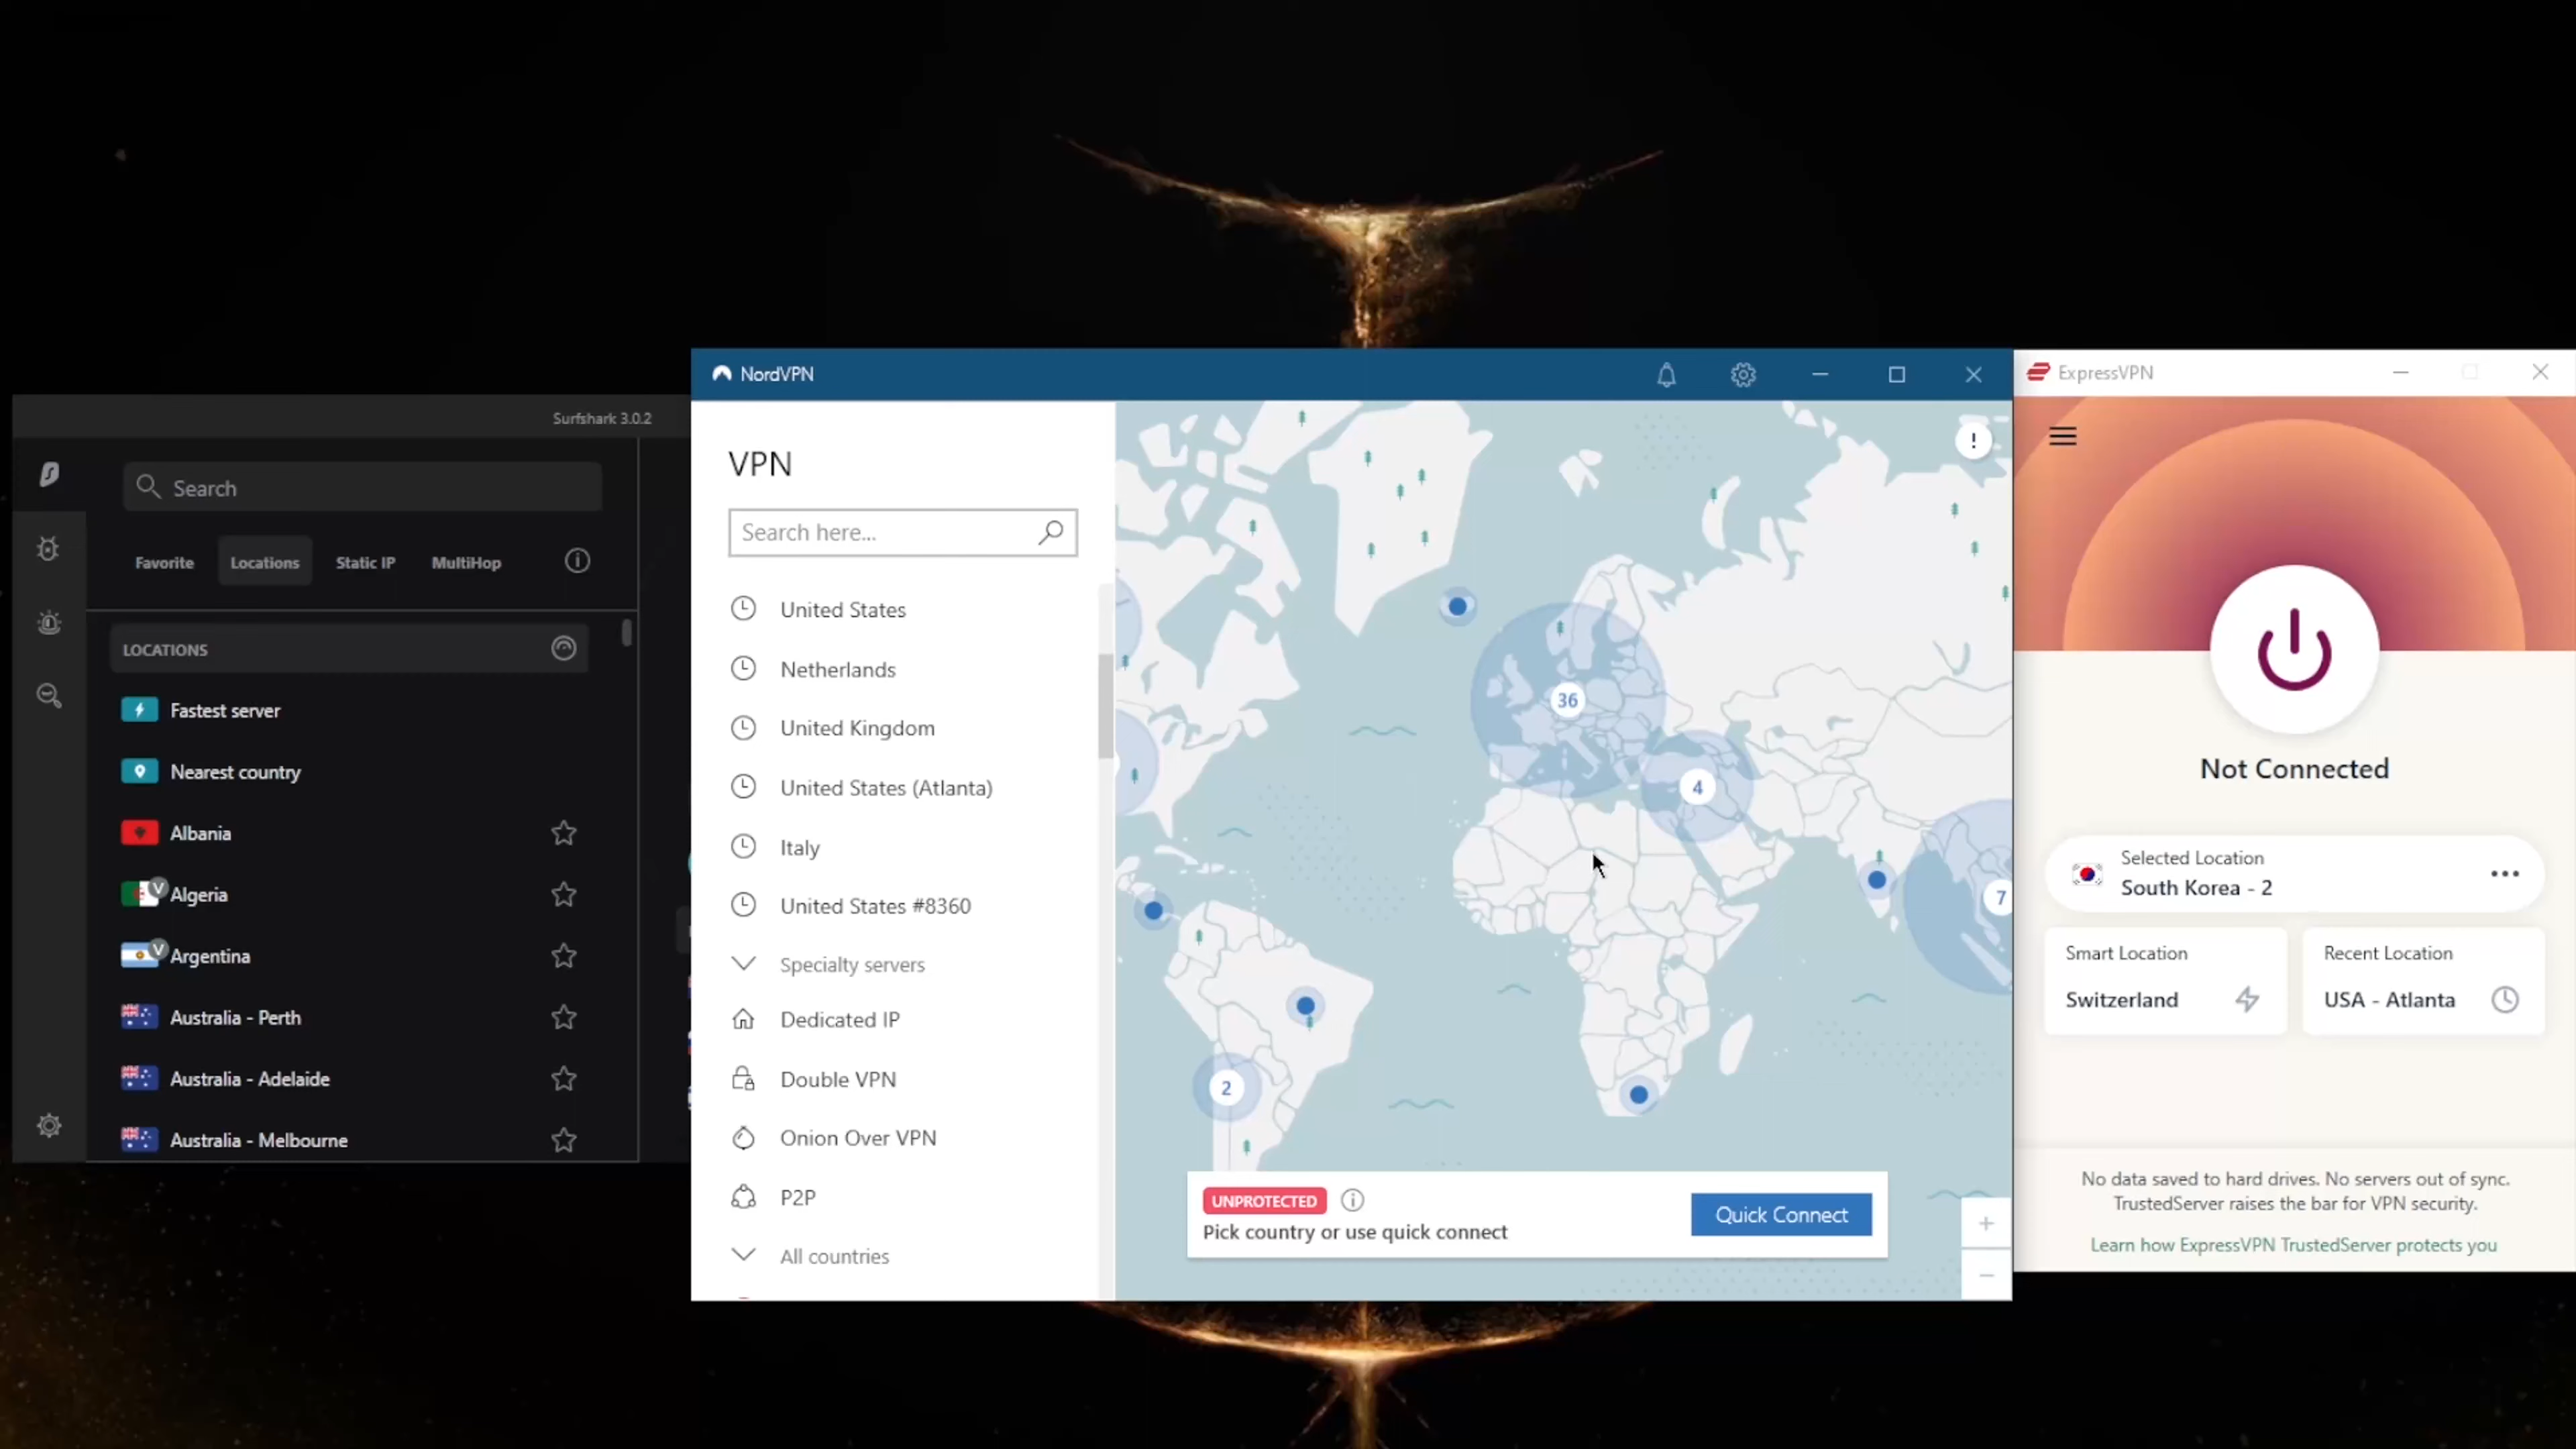 Surfshark 3.0.2
Search
Favorite
Locations
Static IP
MultiHop
LOCATIONS
Fastest server
Nearest country
Albania
V
Algeria
V
Argentina
Australia - Perth
Australia - Adelaide
Australia - Melbourne
NordVPN
VPN
Search here...
United States
Netherlands
United Kingdom
United States (Atlanta)
Italy
United States #8360
Specialty servers
Dedicated IP
Double VPN
Onion Over VPN
P2P
All countries
!
36
4
7
2
UNPROTECTED
Pick country or use quick connect
Quick Connect
ExpressVPN
Not Connected
Selected Location
South Korea - 2
Smart Location
Switzerland
Recent Location
USA - Atlanta
No data saved to hard drives. No servers out of sync.
TrustedServer raises the bar for VPN security.
Learn how ExpressVPN TrustedServer protects you